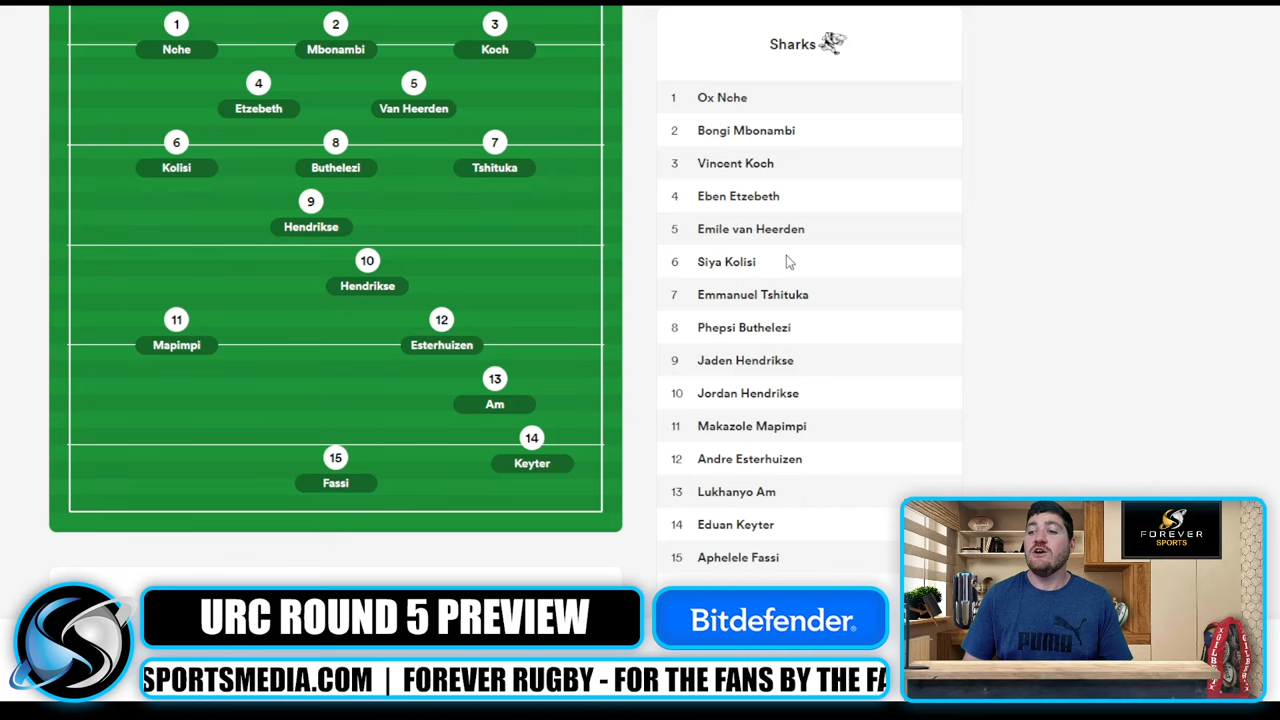 1
2
3
Nche
Mbonambi
Koch
4
5
Etzebeth
Van Heerden
6
8
7
Kolisi
Buthelezi
Tshituka
9
Hendrikse
10
Hendrikse
11
12
Mapimpi
Esterhuizen
13
Am
14
Keyter
15
Fassi
Sharks
1 Ox Nche
2 Bongi Mbonambi
3 Vincent Koch
4 Eben Etzebeth
5 Emile van Heerden
6 Siya Kolisi
7 Emmanuel Tshituka
8 Phepsi Buthelezi
9 Jaden Hendrikse
10 Jordan Hendrikse
11 Makazole Mapimpi
12 Andre Esterhuizen
13 Lukhanyo Am
14 Eduan Keyter
15 Aphelele Fassi
FOREVER
SPORTS
PUMA
URC ROUND 5 PREVIEW
Bitdefender
SPORTSMEDIA.COM | FOREVER RUGBY - FOR THE FANS BY THE FA